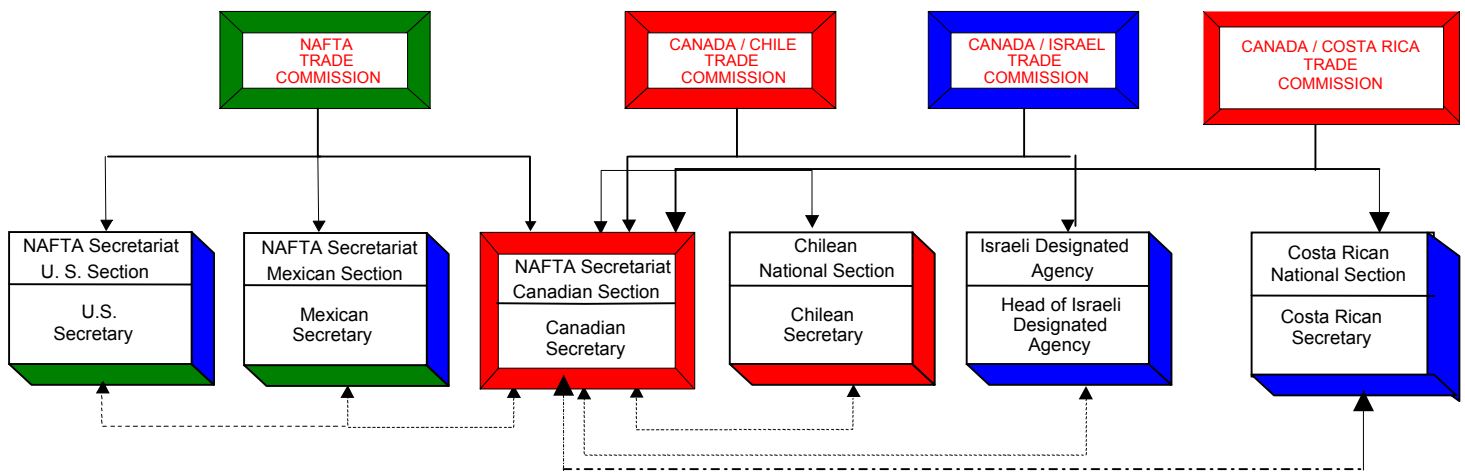 NAFTA
TRADE
COMMISSION
CANADA / CHILE
TRADE
COMMISSION
CANADA / ISRAEL
TRADE
COMMISSION
CANADA / COSTA RICA
TRADE
COMMISSION
NAFTA Secretariat
U. S. Section
U.S.
Secretary
NAFTA Secretariat
Mexican Section
Mexican
Secretary
NAFTA Secretariat
Canadian Section
Canadian
Secretary
Chilean
National Section
Chilean
Secretary
Israeli Designated
Agency
Head of Israeli
Designated
Agency
Costa Rican
National Section
Costa Rican
Secretary